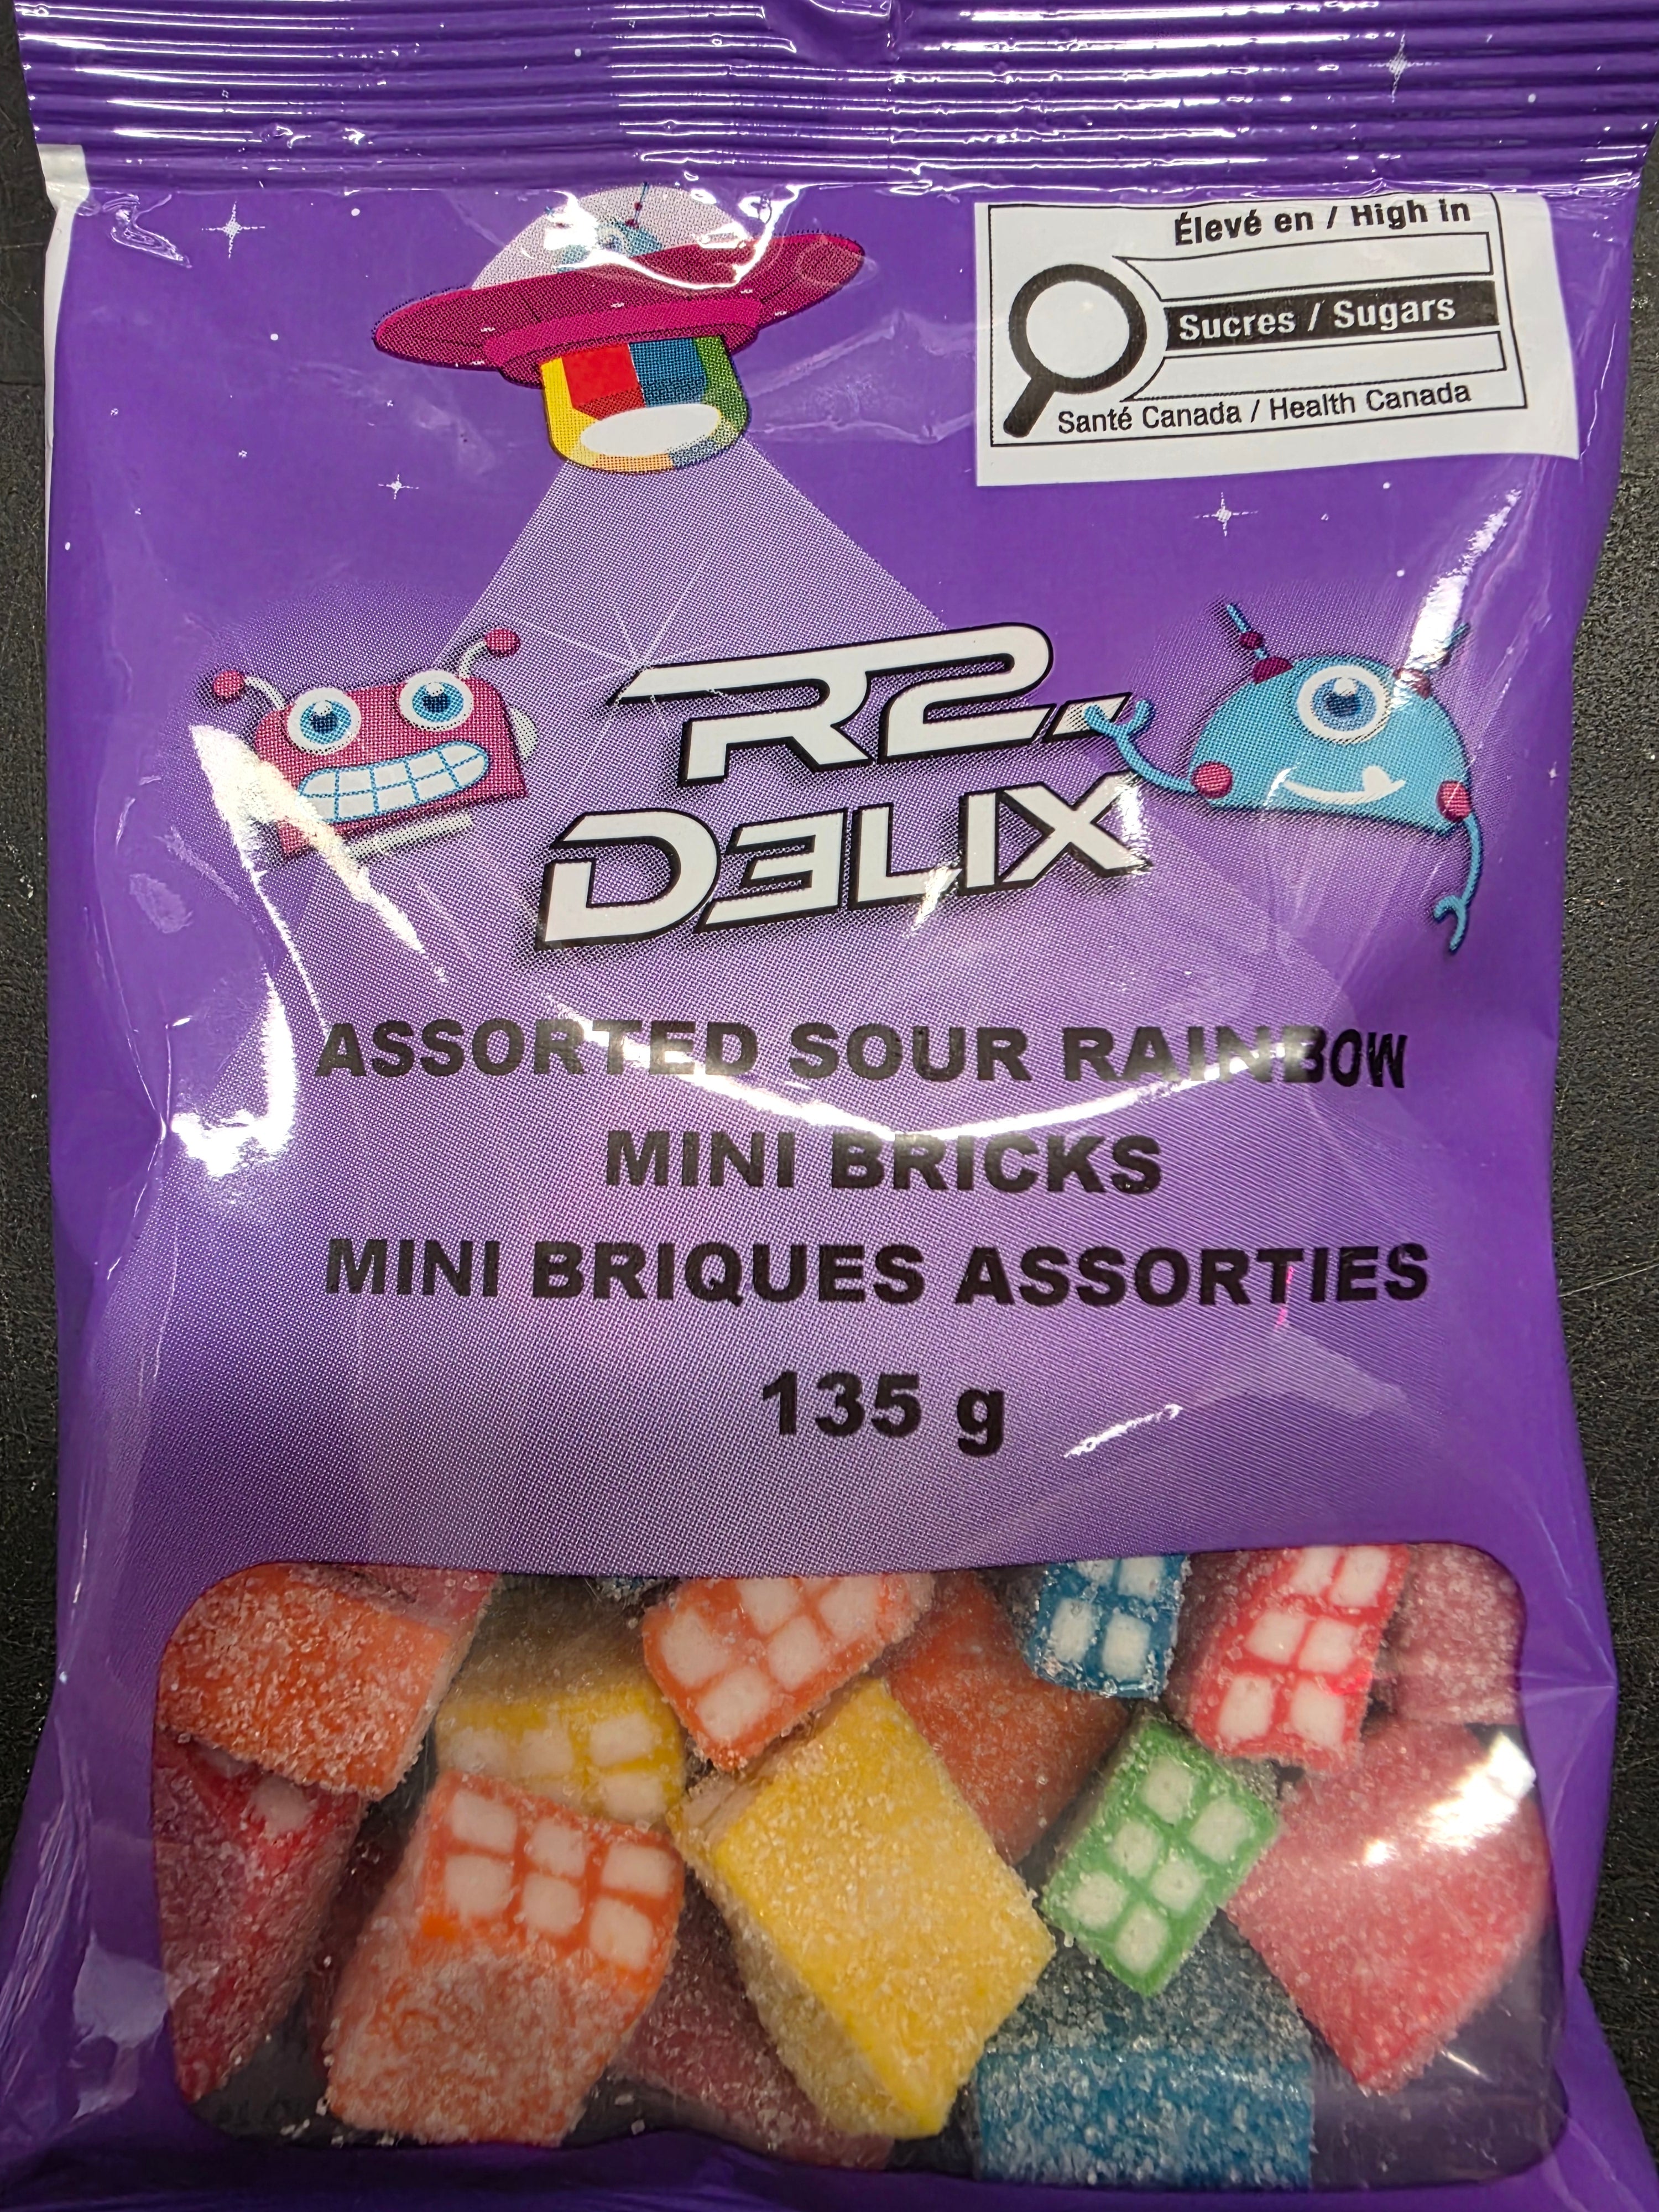 Élevé en / High in
Sucres / Sugars
Santé Canada / Health Canada
R2
DELIX
ASSORTED SOUR RAINBOW
MINI BRICKS
MINI BRIQUES ASSORTIES
135 g